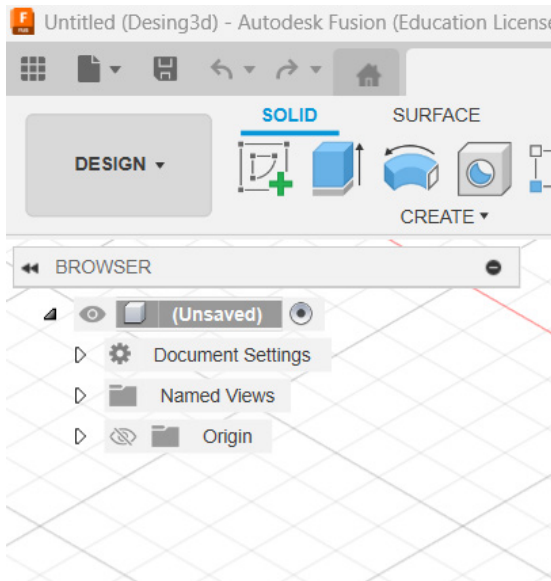 Untitled (Desing3d) - Autodesk Fusion (Education License
SOLID SURFACE
DESIGN
CREATE
BROWSER
(Unsaved)
Document Settings
Named Views
Origin